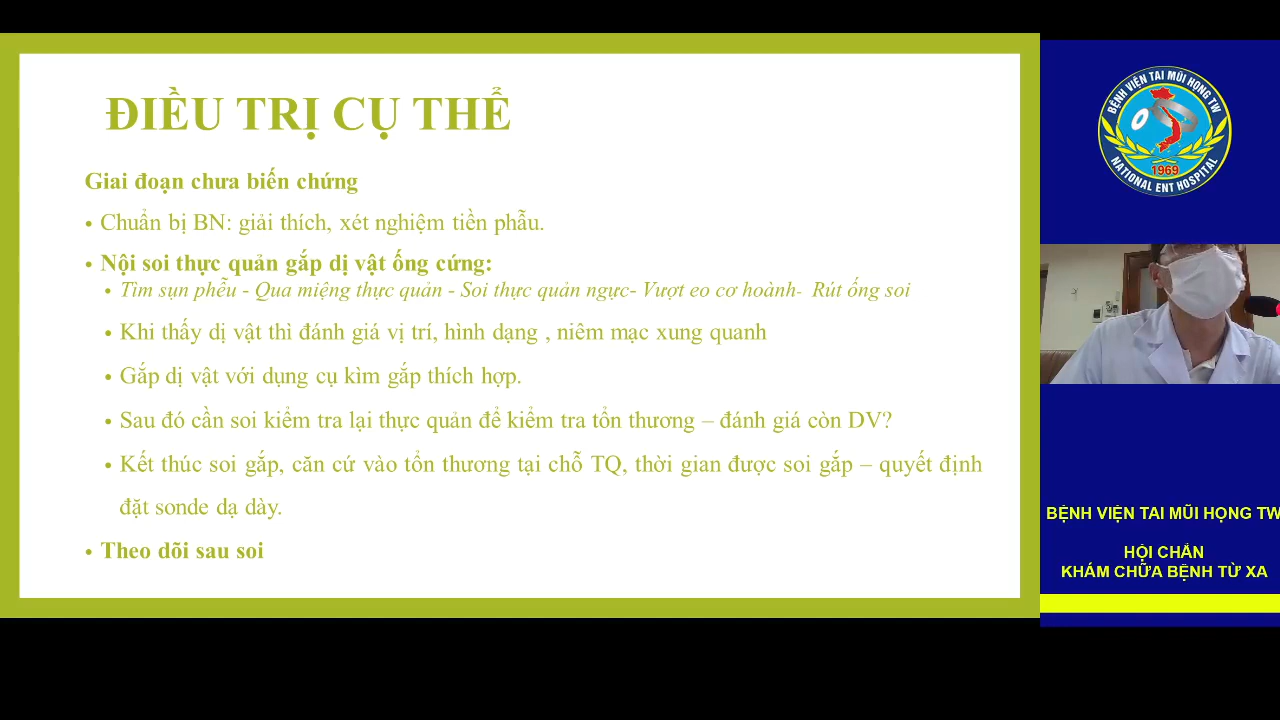 ĐIỀU TRỊ CỤ THỂ
Giai đoạn chưa biến chứng
• Chuẩn bị BN: giải thích, xét nghiệm tiền phẫu.
• Nội soi thực quản gắp dị vật ống cứng:
• Tìm sụn phễu - Qua miệng thực quản - Soi thực quản ngực- Vượt eo cơ hoành- Rút ống soi
• Khi thấy dị vật thì đánh giá vị trí, hình dạng , niêm mạc xung quanh
• Gắp dị vật với dụng cụ kìm gắp thích hợp.
• Sau đó cần soi kiểm tra lại thực quản để kiểm tra tổn thương – đánh giá còn DV?
• Kết thúc soi gắp, căn cứ vào tổn thương tại chỗ TQ, thời gian được soi gắp – quyết định
đặt sonde dạ dày.
• Theo dõi sau soi
BỆNH VIỆN TAI MŨI HỌNG TW
1969
NATIONAL ENT HOSPITAL
BỆNH VIỆN TAI MŨI HỌNG TW
HỘI CHẨN
KHÁM CHỮA BỆNH TỪ XA